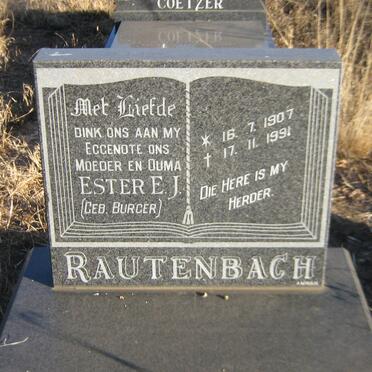 COETZER
Met Liefde
DINK ONS AAN MY
EGGENOTE ONS
MOEDER EN OUMA
ESTER E.J.
(GEB. BURGER)
* 16. 7. 1907
† 17. 11. 1991
DIE HERE IS MY
HERDER.
RAUTENBACH